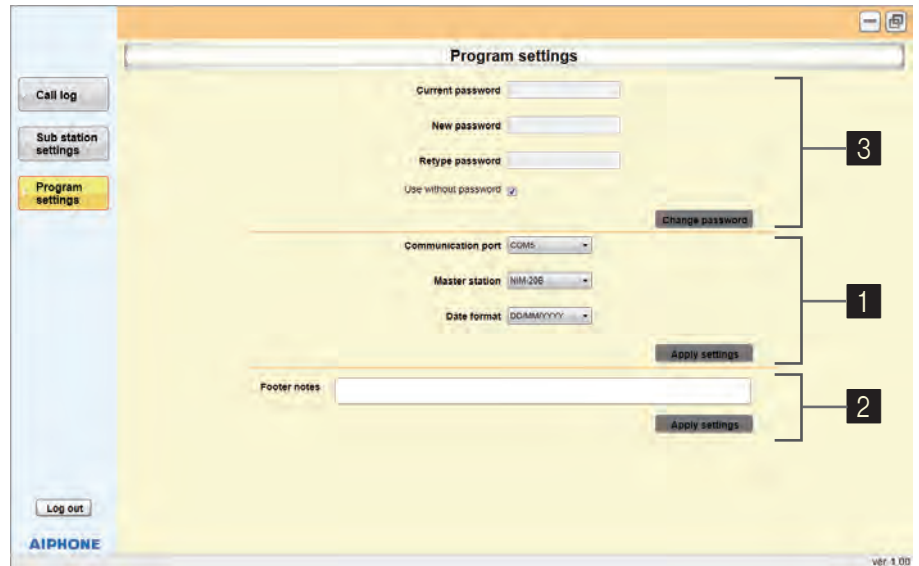 Program settings
Call log
Sub station
settings
Program
settings
Current password
New password
Retype password
Use without password
Change password
3
Communication port COM5
Master station NIM-20B
Date format DD/MM/YYYY
Apply settings
1
Footer notes
Apply settings
2
Log out
AIPHONE
ver 1.00